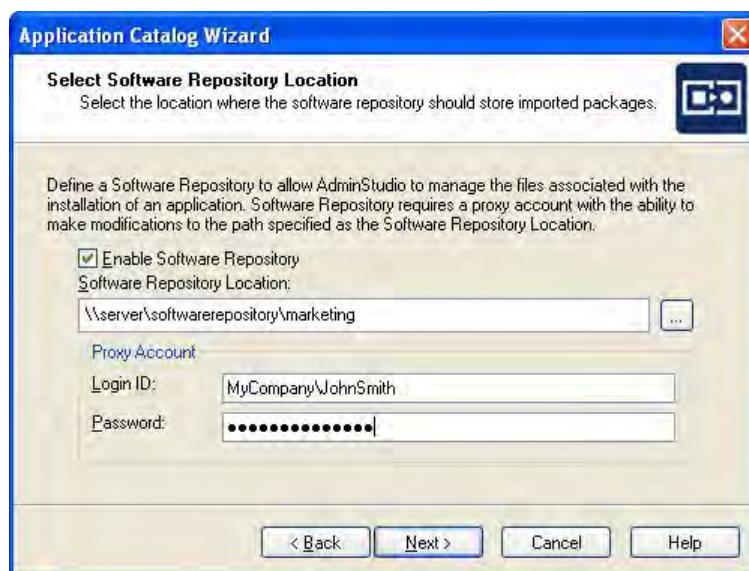 Application Catalog Wizard
Select Software Repository Location
Select the location where the software repository should store imported packages.
Define a Software Repository to allow AdminStudio to manage the files associated with the
installation of an application. Software Repository requires a proxy account with the ability to
make modifications to the path specified as the Software Repository Location.
Enable Software Repository
Software Repository Location:
\\server\softwarerepository\marketing
...
Proxy Account
Login ID:
MyCompany\JohnSmith
Password:
●●●●●●●●●●●●●●
< Back
Next >
Cancel
Help